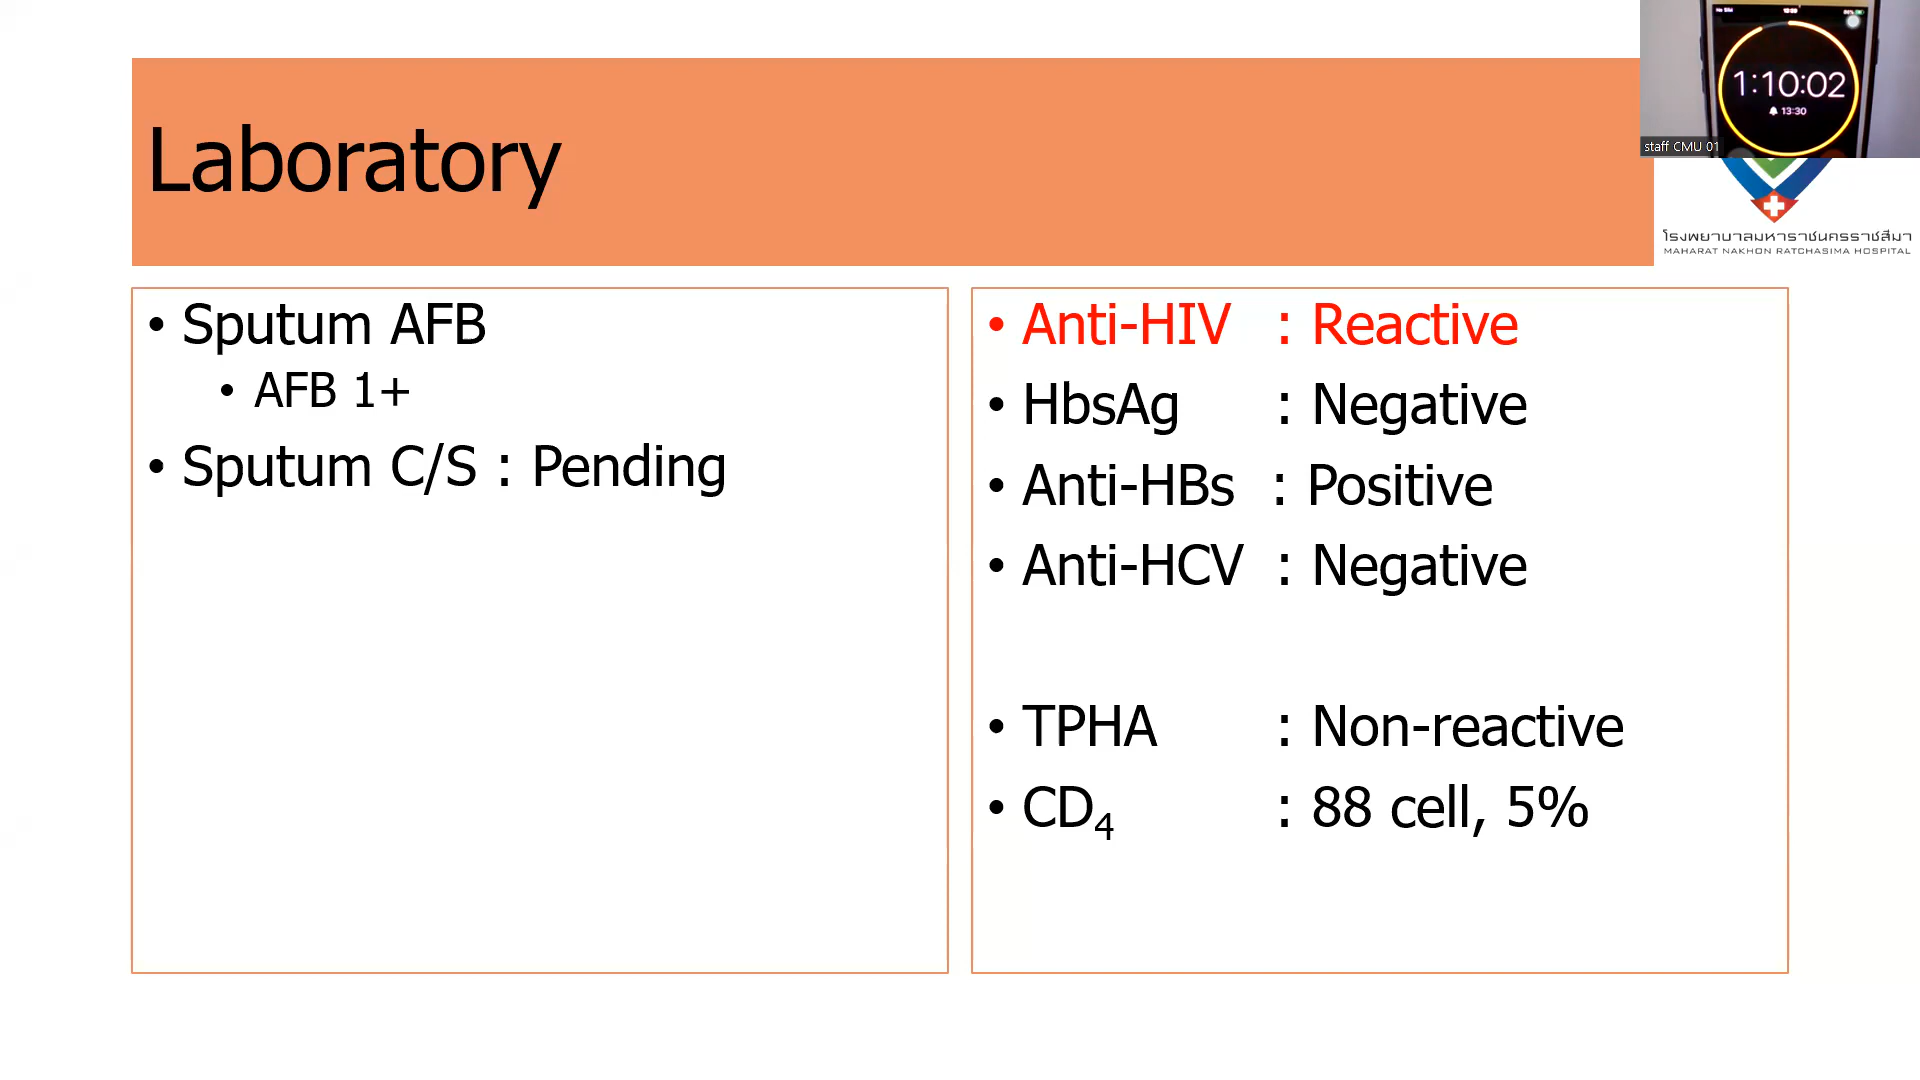 Laboratory
1:10:02
13:30
staff CMU 01
โรงพยาบาลมหาราชนครราชสีมา
MAHARAT NAKHON RATCHASIMA HOSPITAL
• Sputum AFB
• AFB 1+
• Sputum C/S : Pending
• Anti-HIV : Reactive
• HbsAg : Negative
• Anti-HBs : Positive
• Anti-HCV : Negative
• TPHA : Non-reactive
• CD4 : 88 cell, 5%